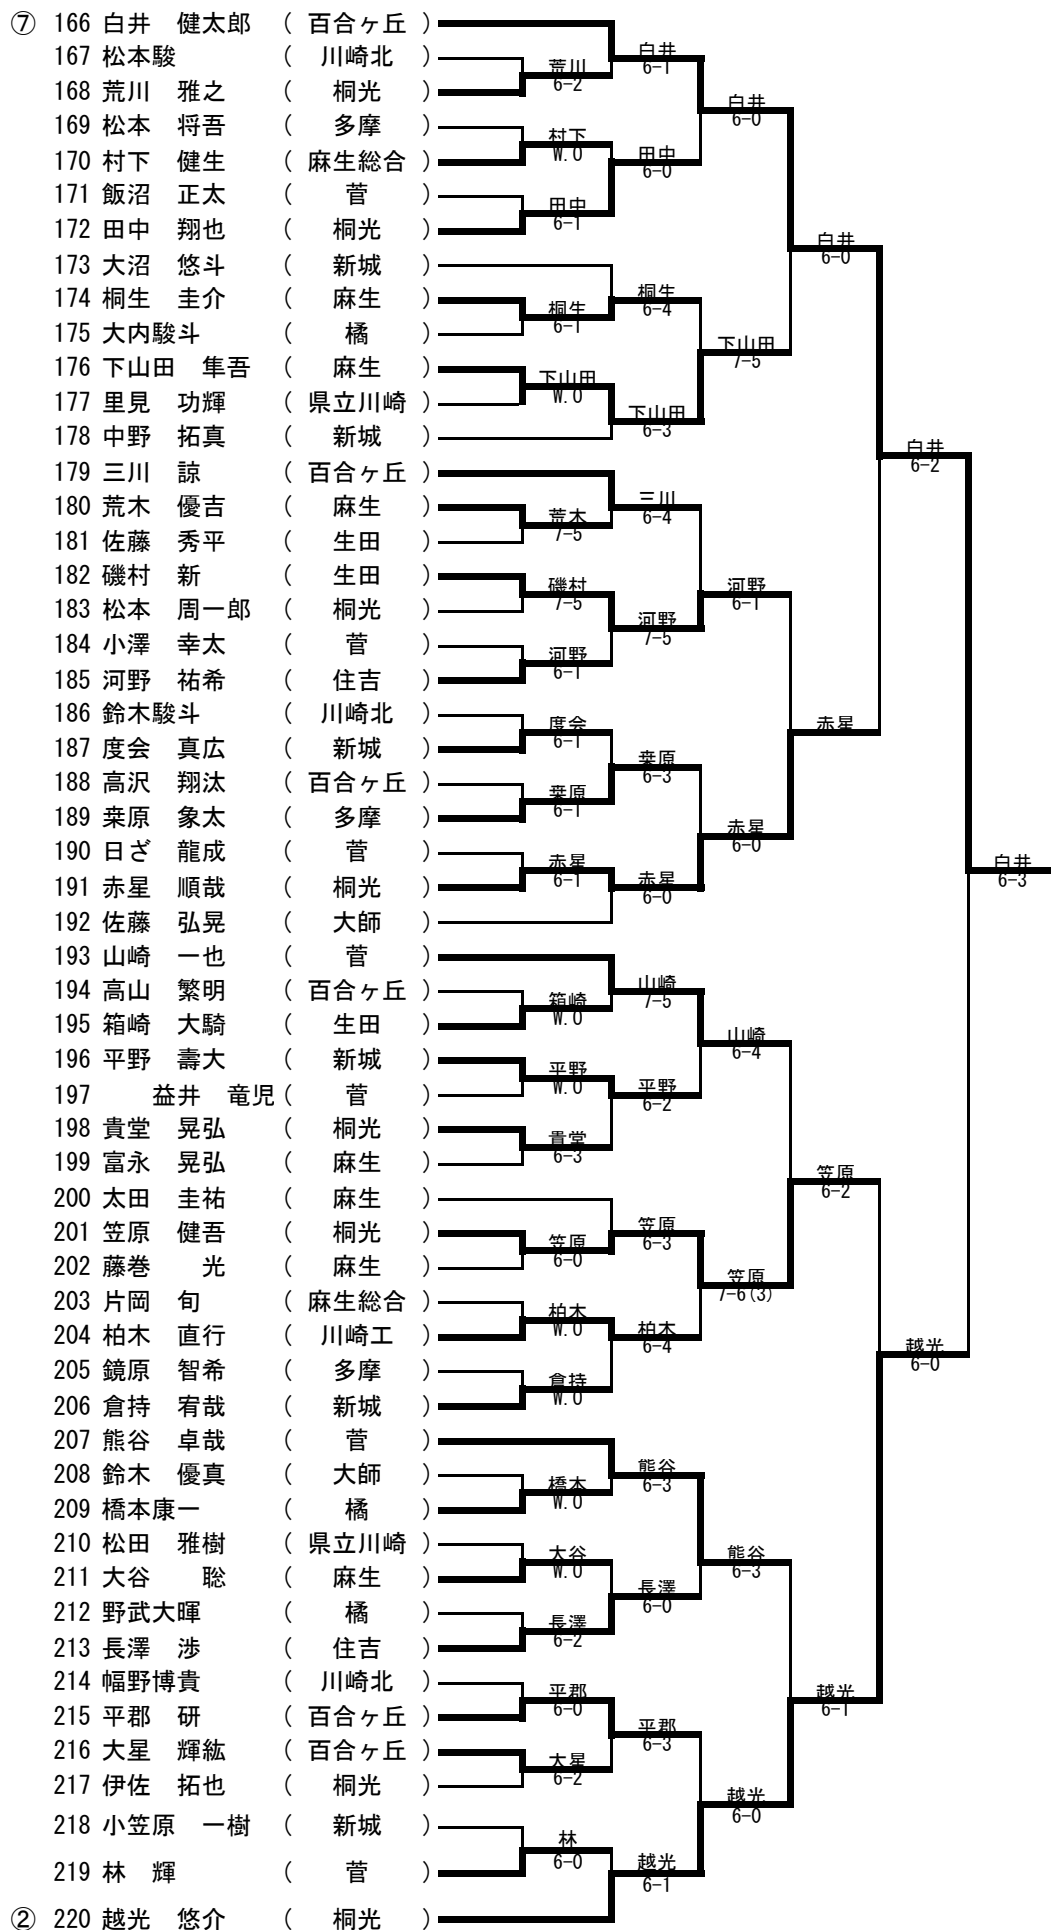 ⑦ 166 白井　健太郎 ( 百合ヶ丘 )
167 松本駿 ( 川崎北 )
168 荒川　雅之 ( 桐光 )
169 松本　将吾 ( 多摩 )
170 村下　健生 ( 麻生総合 )
171 飯沼　正太 ( 菅 )
172 田中　翔也 ( 桐光 )
173 大沼　悠斗 ( 新城 )
174 桐生　圭介 ( 麻生 )
175 大内駿斗 ( 橘 )
176 下山田　隼吾 ( 麻生 )
177 里見　功輝 ( 県立川崎 )
178 中野　拓真 ( 新城 )
179 三川　諒 ( 百合ヶ丘 )
180 荒木　優吉 ( 麻生 )
181 佐藤　秀平 ( 生田 )
182 磯村　新 ( 生田 )
183 松本　周一郎 ( 桐光 )
184 小澤　幸太 ( 菅 )
185 河野　祐希 ( 住吉 )
186 鈴木駿斗 ( 川崎北 )
187 度会　真広 ( 新城 )
188 高沢　翔汰 ( 百合ヶ丘 )
189 桒原　象太 ( 多摩 )
190 日ざ　龍成 ( 菅 )
191 赤星　順哉 ( 桐光 )
192 佐藤　弘晃 ( 大師 )
193 山崎　一也 ( 菅 )
194 高山　繁明 ( 百合ヶ丘 )
195 箱崎　大騎 ( 生田 )
196 平野　壽大 ( 新城 )
197 益井　竜児 ( 菅 )
198 貴堂　晃弘 ( 桐光 )
199 富永　晃弘 ( 麻生 )
200 太田　圭祐 ( 麻生 )
201 笠原　健吾 ( 桐光 )
202 藤巻　　光 ( 麻生 )
203 片岡　旬 ( 麻生総合 )
204 柏木　直行 ( 川崎工 )
205 鏡原　智希 ( 多摩 )
206 倉持　宥哉 ( 新城 )
207 熊谷　卓哉 ( 菅 )
208 鈴木　優真 ( 大師 )
209 橋本康一 ( 橘 )
210 松田　雅樹 ( 県立川崎 )
211 大谷　　聡 ( 麻生 )
212 野武大暉 ( 橘 )
213 長澤　渉 ( 住吉 )
214 幅野博貴 ( 川崎北 )
215 平郡　研 ( 百合ヶ丘 )
216 大星　輝紘 ( 百合ヶ丘 )
217 伊佐　拓也 ( 桐光 )
218 小笠原　一樹 ( 新城 )
219 林　輝 ( 菅 )
② 220 越光　悠介 ( 桐光 )
荒川
6-2
村下
W.0
田中
6-1
桐生
6-1
下山田
W.0
荒木
7-5
磯村
7-5
河野
6-1
度会
6-1
桒原
6-1
赤星
6-1
箱崎
W.0
平野
W.0
貴堂
6-3
笠原
6-0
柏木
W.0
倉持
W.0
橋本
W.0
大谷
W.0
長澤
6-2
平郡
6-0
大星
6-2
林
6-0
白井
6-1
田中
6-0
桐生
6-4
下山田
6-3
三川
6-4
河野
7-5
桒原
6-3
赤星
6-0
山崎
7-5
平野
6-2
笠原
6-3
柏木
6-4
熊谷
6-3
長澤
6-0
平郡
6-3
越光
6-1
白井
6-0
下山田
7-5
河野
6-1
赤星
6-0
山崎
6-4
笠原
7-6(3)
熊谷
6-3
越光
6-0
白井
6-0
赤星
笠原
6-2
越光
6-1
白井
6-2
越光
6-0
白井
6-3